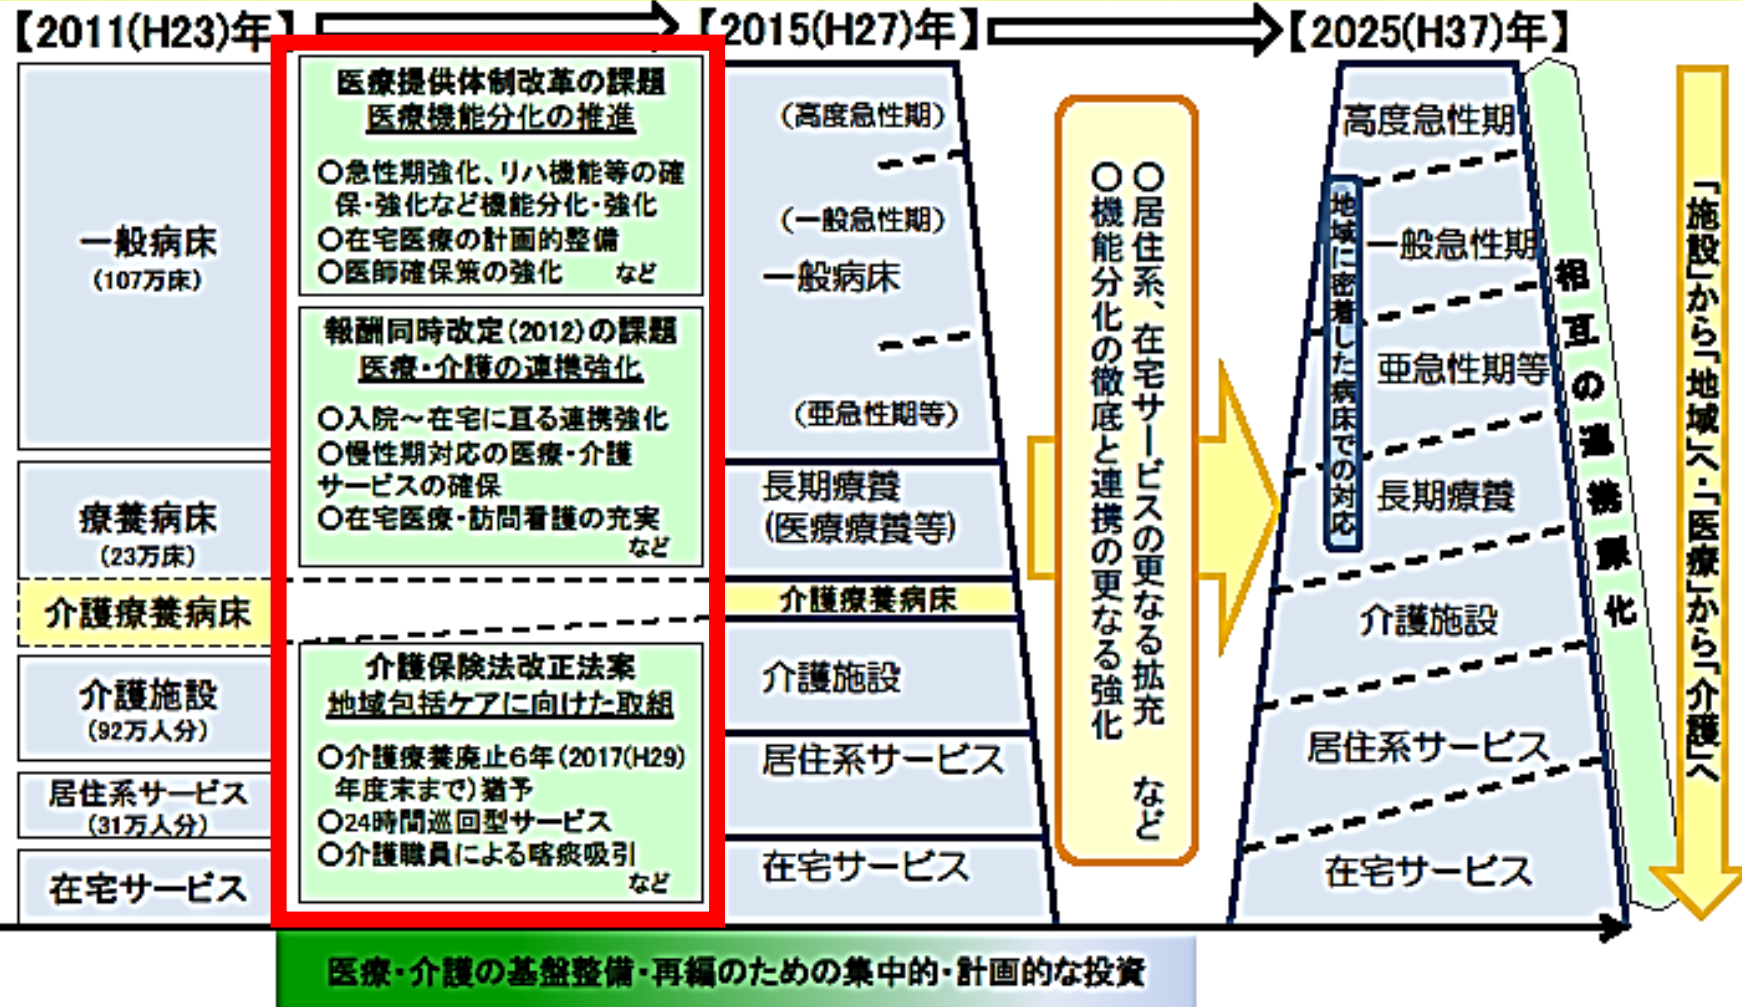 【2011(H23)年】
【2015(H27)年】
【2025(H37)年】
一般病床
(107万床)
療養病床
(23万床)
介護療養病床
介護施設
(92万人分)
居住系サービス
(31万人分)
在宅サービス
医療提供体制改革の課題
医療機能分化の推進
○急性期強化、リハ機能等の確
保・強化など機能分化・強化
○在宅医療の計画的整備
○医師確保策の強化 など
報酬同時改定(2012)の課題
医療・介護の連携強化
○入院~在宅に亘る連携強化
○慢性期対応の医療・介護
サービスの確保
○在宅医療・訪問看護の充実
など
介護保険法改正法案
地域包括ケアに向けた取組
○介護療養廃止6年(2017(H29)
年度末まで)猶予
○24時間巡回型サービス
○介護職員による喀痰吸引
など
(高度急性期)
(一般急性期)
一般病床
(亜急性期等)
長期療養
(医療療養等)
介護療養病床
介護施設
居住系サービス
在宅サービス
○居住系、在宅サービスの更なる拡充 など
○機能分化の徹底と連携の更なる強化
高度急性期
一般急性期
亜急性期等
長期療養
介護施設
居住系サービス
在宅サービス
地域に密着した病床での対応
相互の連携深化
「施設」から「地域」へ・「医療」から「介護」へ
医療・介護の基盤整備・再編のための集中的・計画的な投資